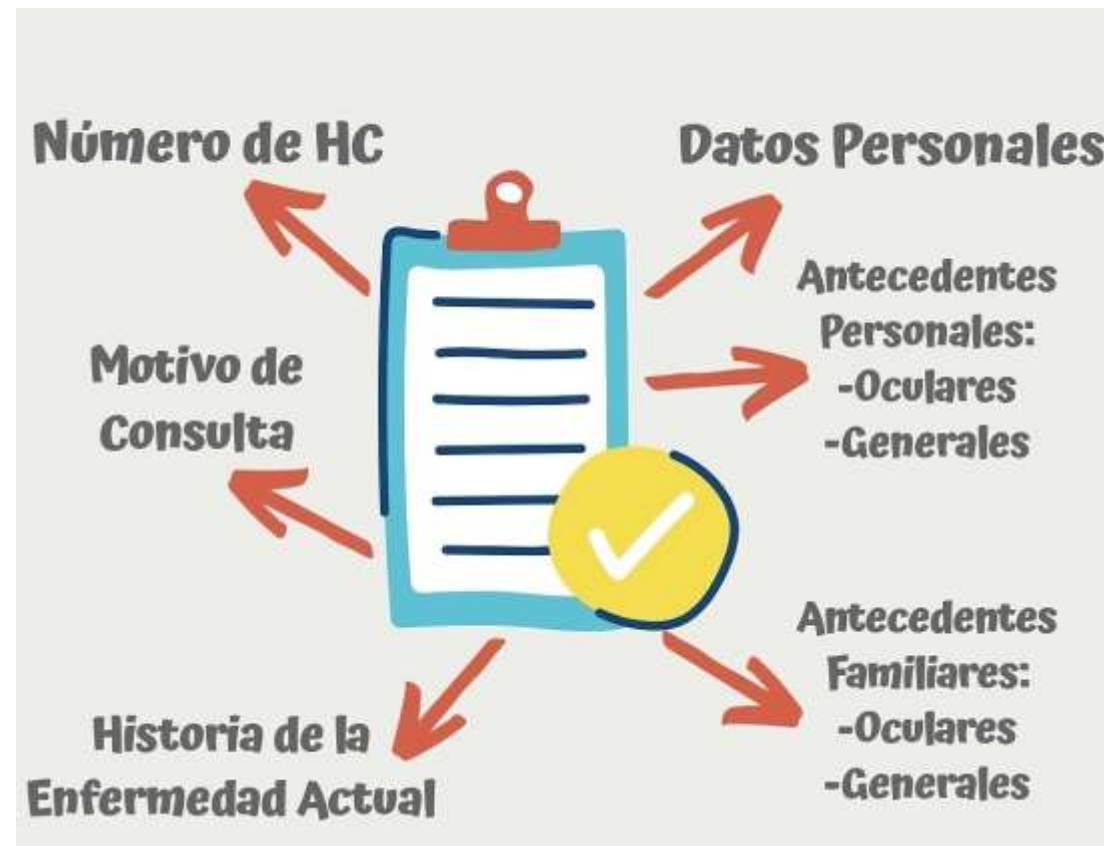 Número de HC
Datos Personales
Antecedentes
Personales:
-Oculares
-Generales
Motivo de
Consulta
Antecedentes
Familiares:
-Oculares
-Generales
Historia de la
Enfermedad Actual